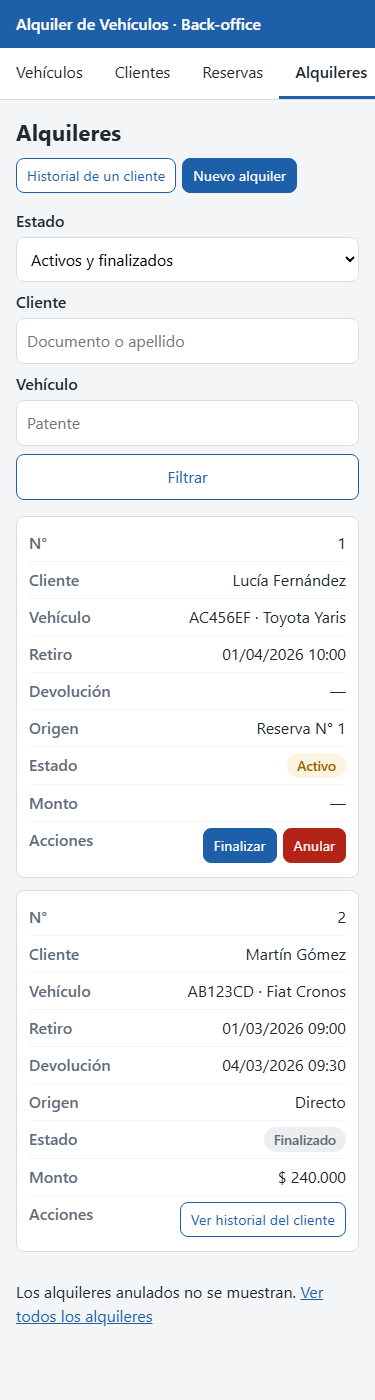 Alquiler de Vehículos · Back-office
Vehículos Clientes Reservas Alquileres
Alquileres
Historial de un cliente Nuevo alquiler
Estado
Activos y finalizados
Cliente
Documento o apellido
Vehículo
Patente
Filtrar
N° 1
Cliente Lucía Fernández
Vehículo AC456EF · Toyota Yaris
Retiro 01/04/2026 10:00
Devolución —
Origen Reserva N° 1
Estado Activo
Monto —
Acciones Finalizar Anular
N° 2
Cliente Martín Gómez
Vehículo AB123CD · Fiat Cronos
Retiro 01/03/2026 09:00
Devolución 04/03/2026 09:30
Origen Directo
Estado Finalizado
Monto $ 240.000
Acciones Ver historial del cliente
Los alquileres anulados no se muestran. Ver
todos los alquileres